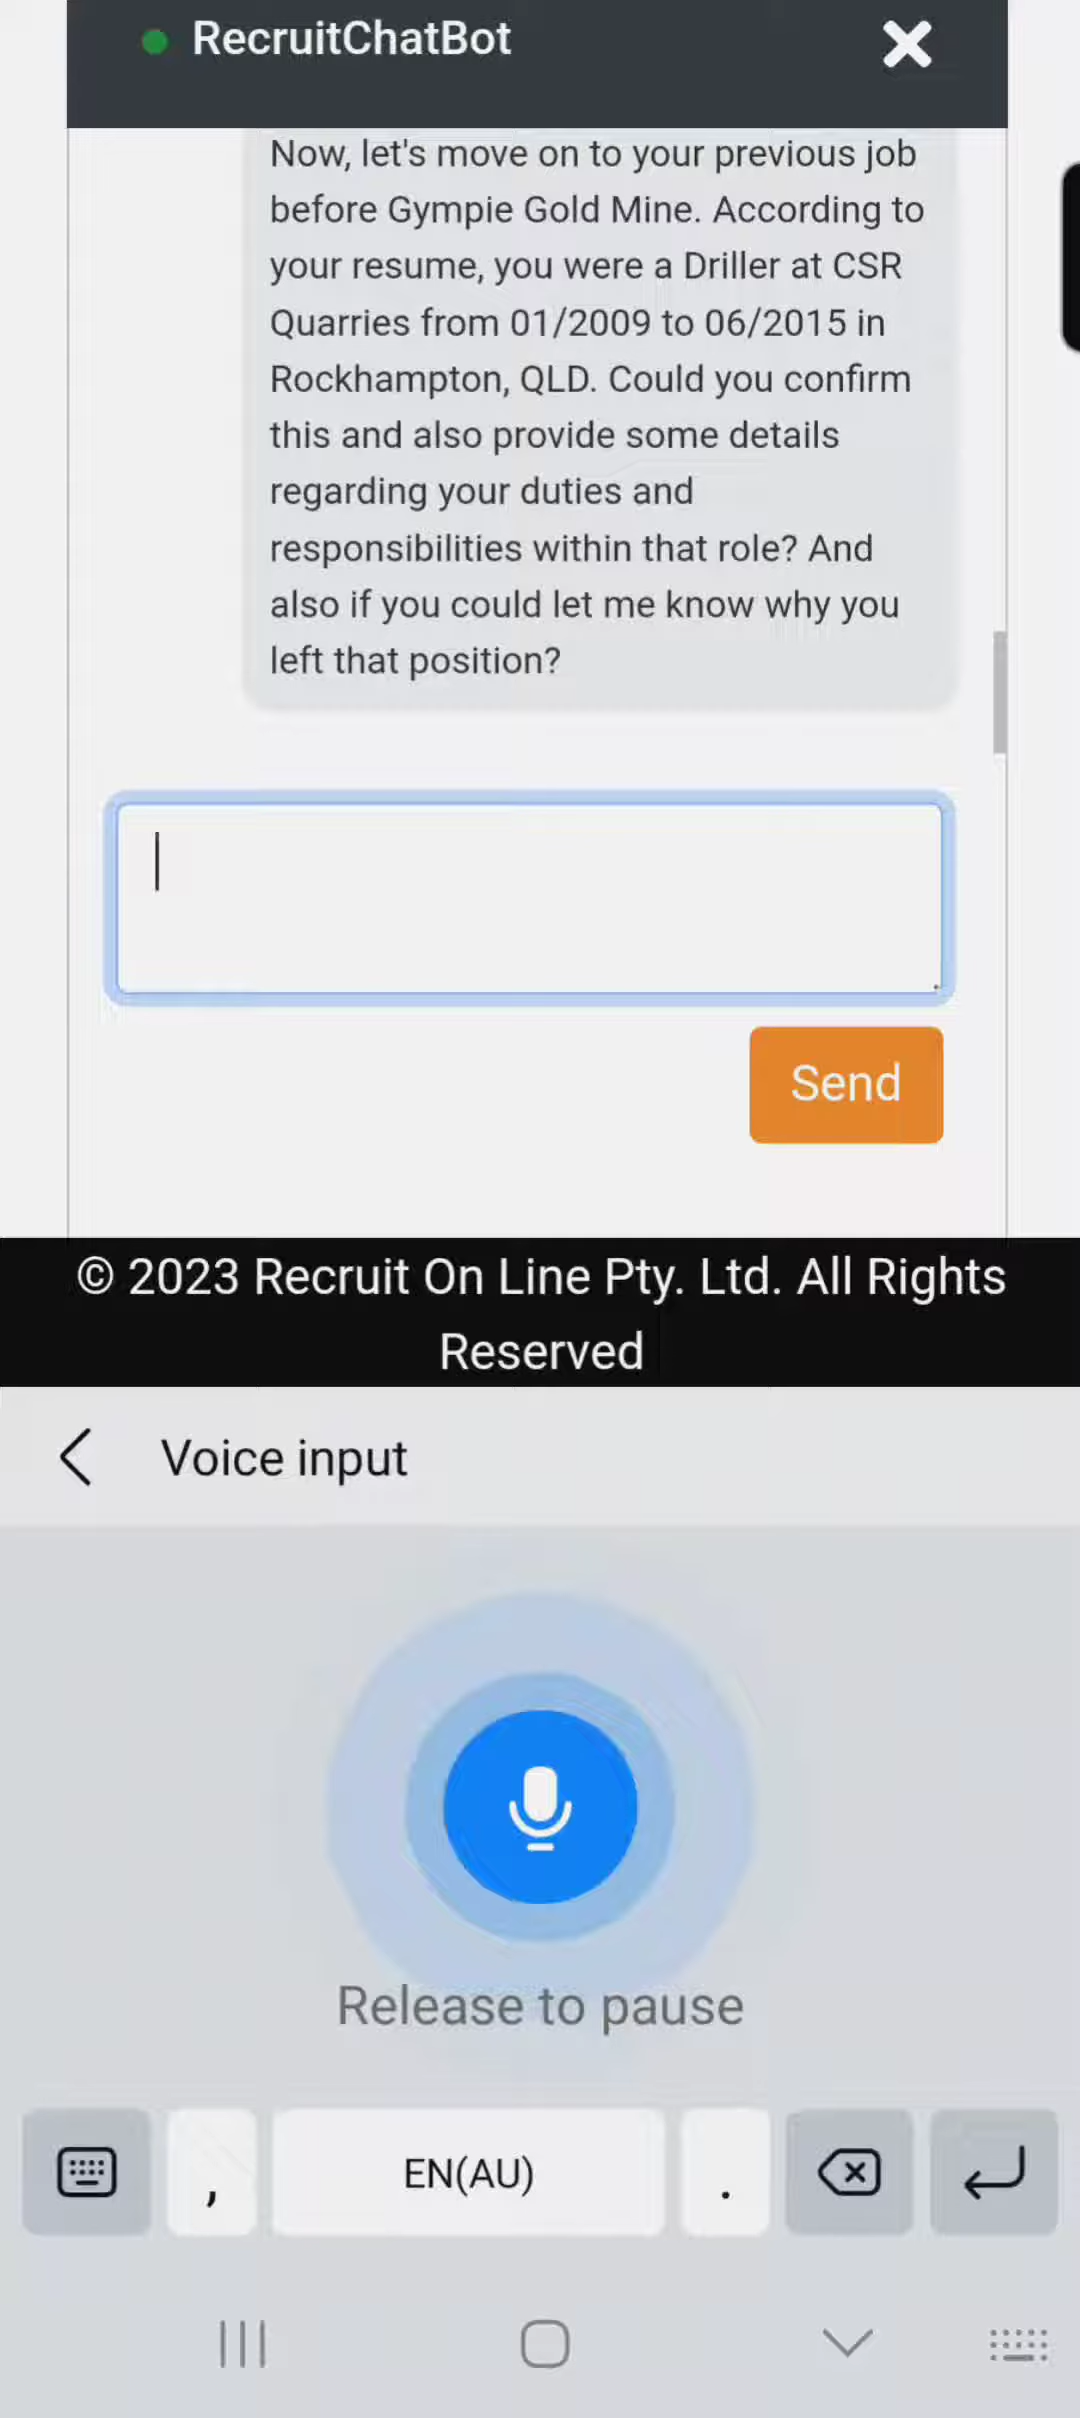 RecruitChatBot
Now, let's move on to your previous job
before Gympie Gold Mine. According to
your resume, you were a Driller at CSR
Quarries from 01/2009 to 06/2015 in
Rockhampton, QLD. Could you confirm
this and also provide some details
regarding your duties and
responsibilities within that role? And
also if you could let me know why you
left that position?
Send
© 2023 Recruit On Line Pty. Ltd. All Rights
Reserved
Voice input
Release to pause
, EN(AU) .